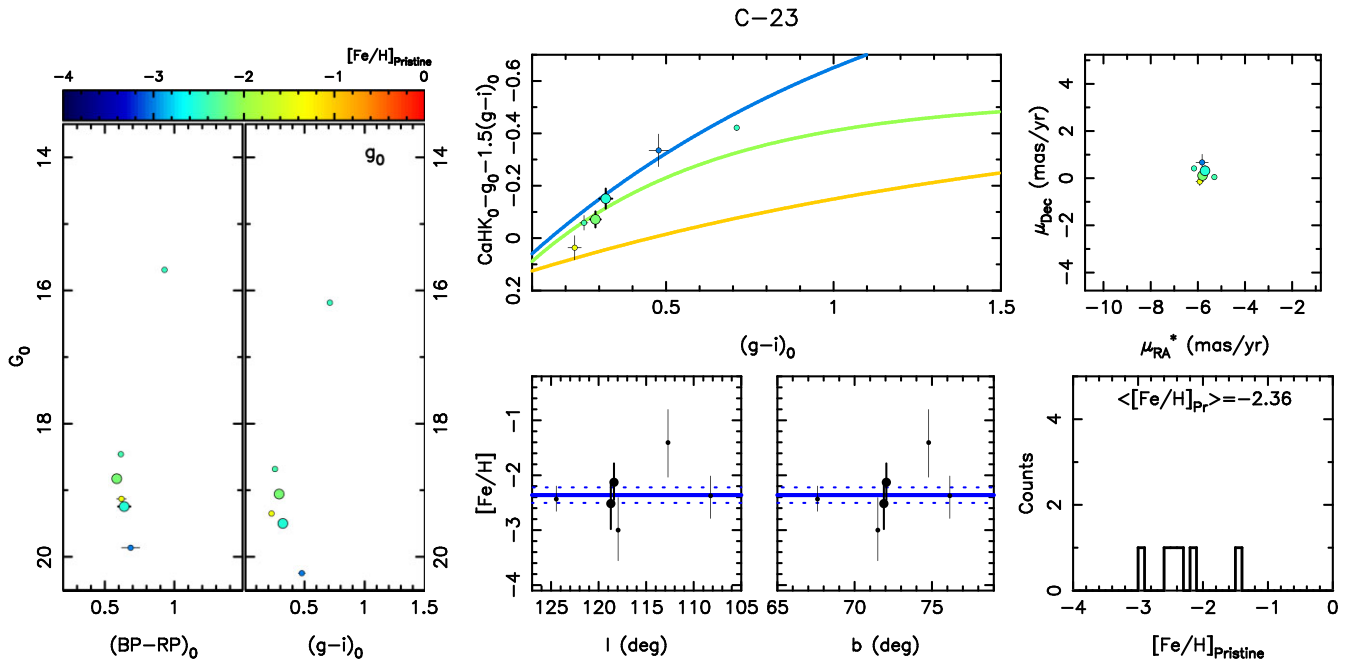 C−23
[Fe/H]Pristine
−4 −3 −2 −1 0
g0
14 16 18 20
G0
14 16 18 20
0.5 1
(BP−RP)0
0.5 1 1.5
(g−i)0
CaHK0−g0−1.5(g−i)0
−0.6 −0.4 −0.2 0 0.2
0.5 1 1.5
(g−i)0
μDec (mas/yr)
4 2 0 −2 −4
−10 −8 −6 −4 −2
μRA* (mas/yr)
[Fe/H]
−1 −2 −3 −4
125 120 115 110 105
l (deg)
65 70 75
b (deg)
<[Fe/H]Pr>=−2.36
Counts
4 2 0
−4 −3 −2 −1 0
[Fe/H]Pristine